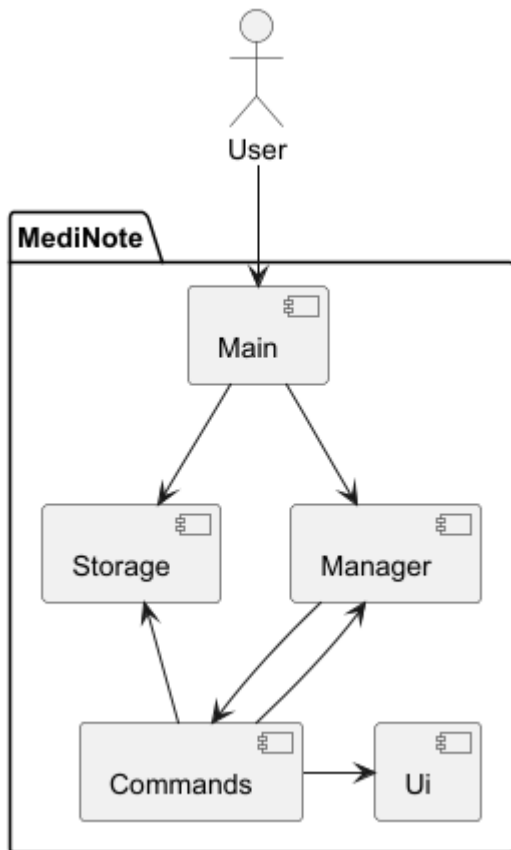 User
MediNote
Main
Storage
Manager
Commands
Ui